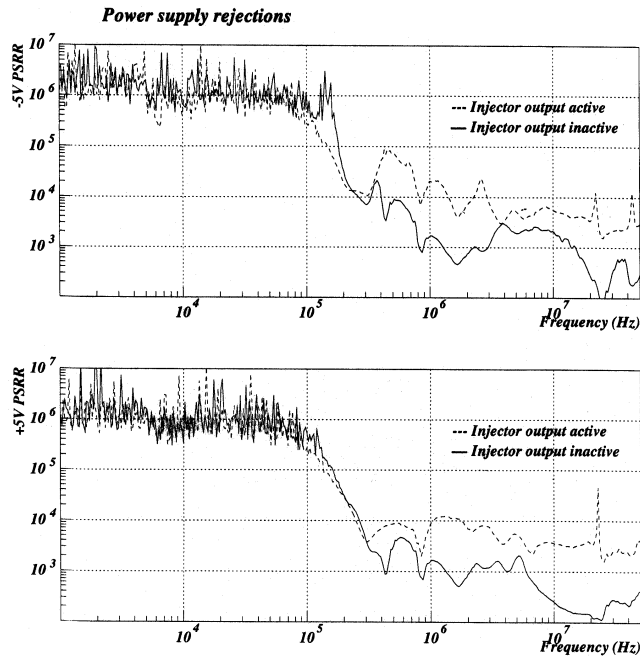 Power supply rejections
-5V PSRR
10^7
10^6
10^5
10^4
10^3
--- Injector output active
— Injector output inactive
10^4 10^5 10^6 10^7
Frequency (Hz)
+5V PSRR
10^7
10^6
10^5
10^4
10^3
--- Injector output active
— Injector output inactive
10^4 10^5 10^6 10^7
Frequency (Hz)